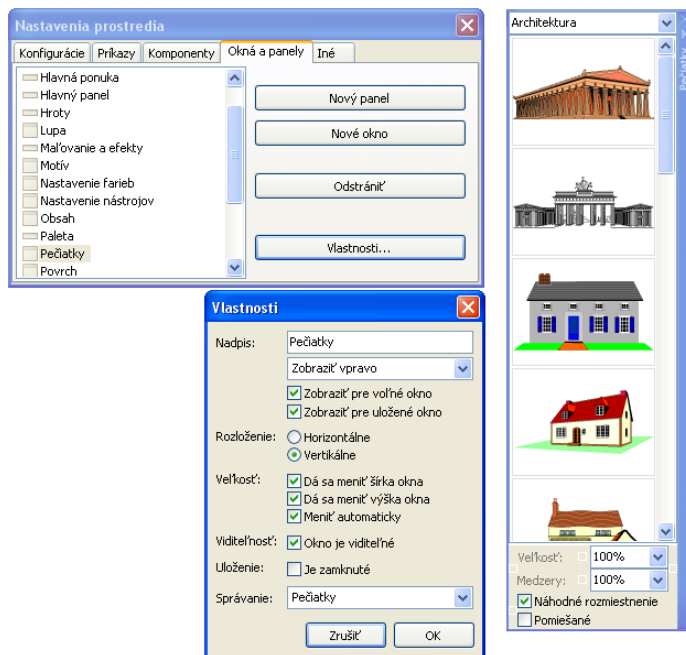 Nastavenia prostredia
Konfigurácie Príkazy Komponenty Okná a panely Iné
Hlavná ponuka
Hlavný panel
Hroty
Lupa
Maľovanie a efekty
Motív
Nastavenie farieb
Nastavenie nástrojov
Obsah
Paleta
Pečiatky
Povrch
Nový panel
Nové okno
Odstrániť
Vlastnosti...
Vlastnosti
Nadpis: Pečiatky
Zobraziť vpravo
Zobraziť pre voľné okno
Zobraziť pre uložené okno
Rozloženie: Horizontálne
Vertikálne
Veľkosť: Dá sa meniť šírka okna
Dá sa meniť výška okna
Meniť automaticky
Viditeľnosť: Okno je viditeľné
Uloženie: Je zamknuté
Správanie: Pečiatky
Zrušiť OK
Architektura
Pečiatky
Veľkosť: 100%
Medzery: 100%
Náhodné rozmiestnenie
Pomiešané